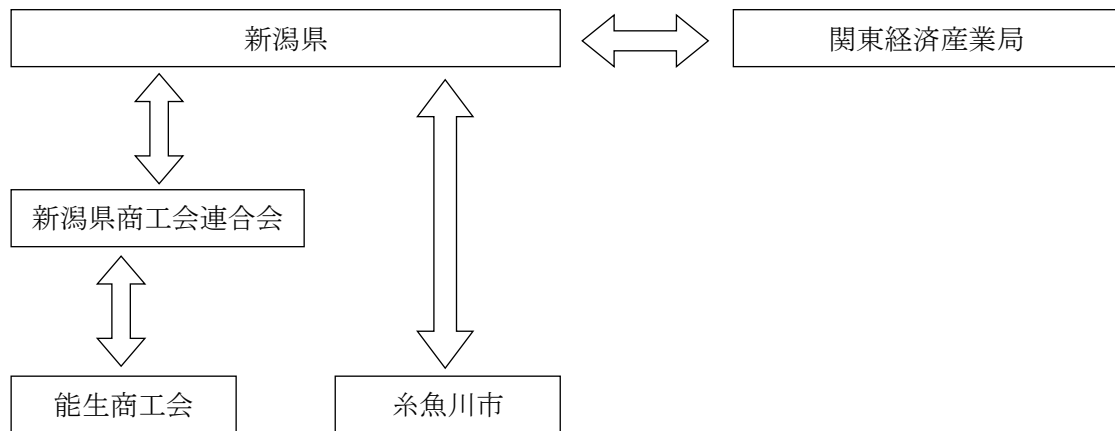 新潟県
関東経済産業局
新潟県商工会連合会
能生商工会
糸魚川市